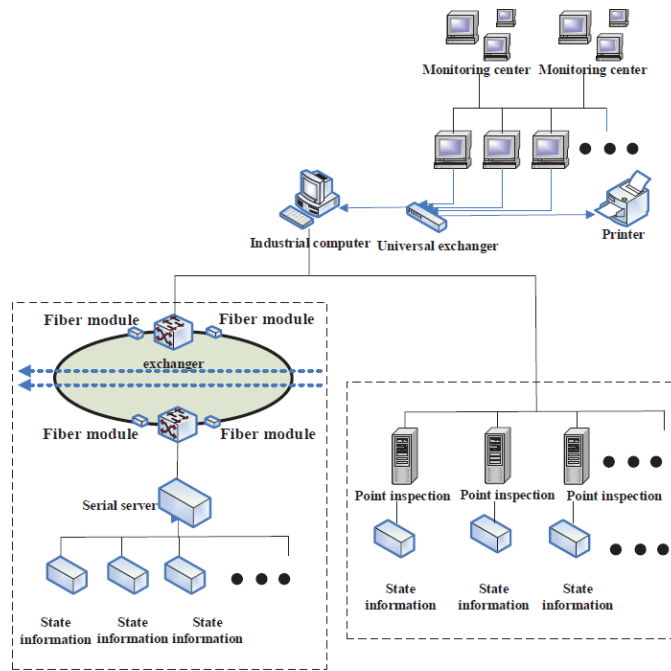 Monitoring center Monitoring center
Industrial computer Universal exchanger Printer
Fiber module Fiber module
exchanger
Fiber module Fiber module
Serial server
Point inspection Point inspection Point inspection
State State State
information information information
State State State
information information information